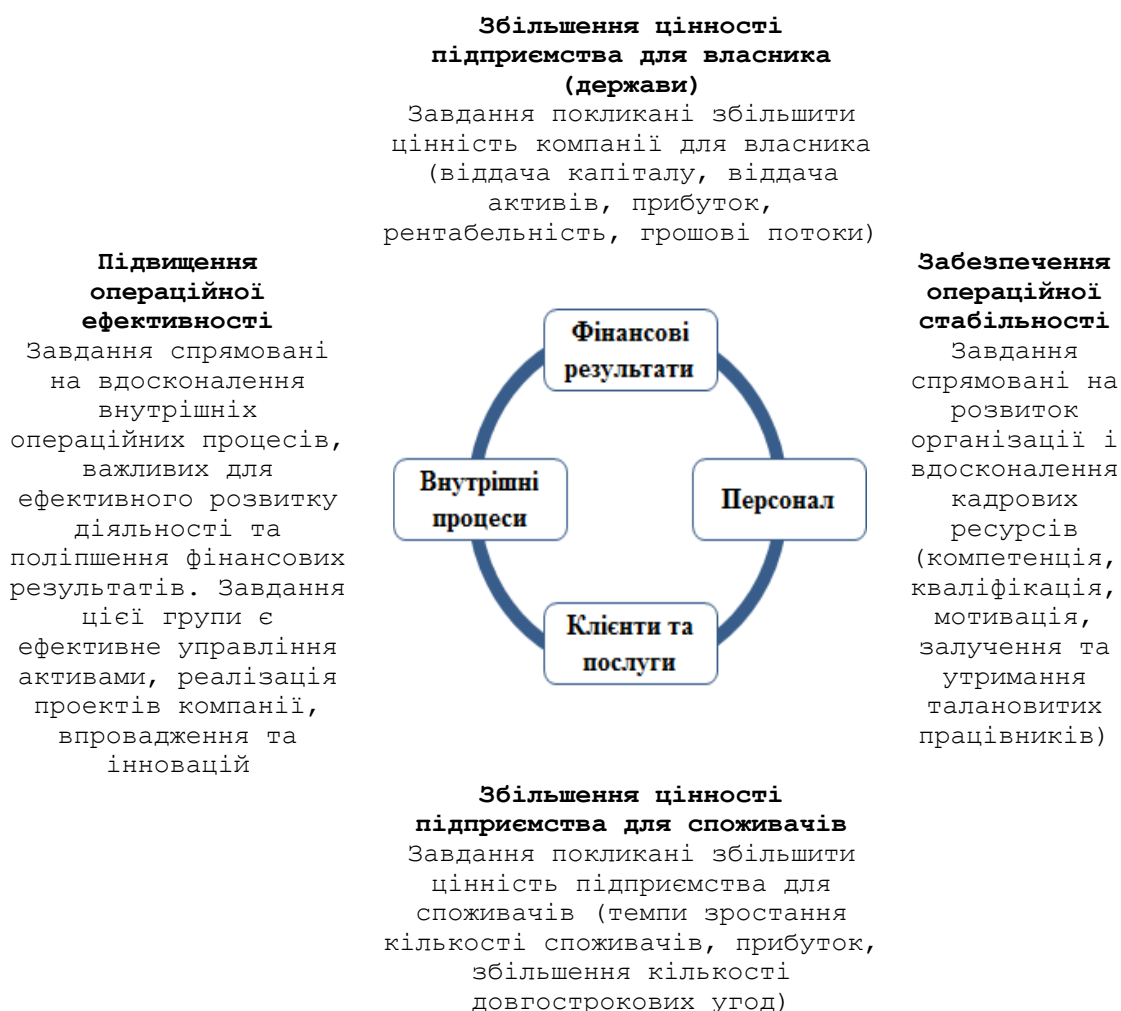 Збільшення цінності
підприємства для власника
(держави)
Завдання покликані збільшити
цінність компанії для власника
(віддача капіталу, віддача
активів, прибуток,
рентабельність, грошові потоки)
Підвищення
операційної
ефективності
Завдання спрямовані
на вдосконалення
внутрішніх
операційних процесів,
важливих для
ефективного розвитку
діяльності та
поліпшення фінансових
результатів. Завдання
цієї групи є
ефективне управління
активами, реалізація
проектів компанії,
впровадження та
інновацій
Фінансові
результати
Внутрішні
процеси
Персонал
Клієнти та
послуги
Забезпечення
операційної
стабільності
Завдання
спрямовані на
розвиток
організації і
вдосконалення
кадрових
ресурсів
(компетенція,
кваліфікація,
мотивація,
залучення та
утримання
талановитих
працівників)
Збільшення цінності
підприємства для споживачів
Завдання покликані збільшити
цінність підприємства для
споживачів (темпи зростання
кількості споживачів, прибуток,
збільшення кількості
довгострокових угод)